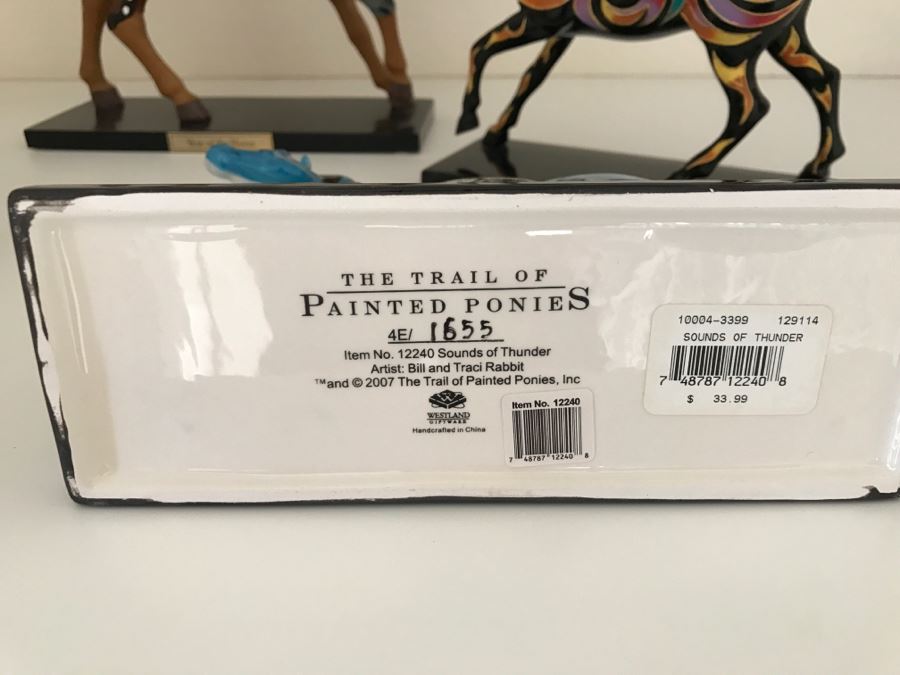 THE TRAIL OF
PAINTED PONIES
4E/ 1655
Item No. 12240 Sounds of Thunder
Artist: Bill and Traci Rabbit
™and © 2007 The Trail of Painted Ponies, Inc
WESTLAND
GIFTWARE
Handcrafted in China
Item No. 12240
7 48787 12240 8
10004-3399 129114
SOUNDS OF THUNDER
7 48787 12240 8
$ 33.99